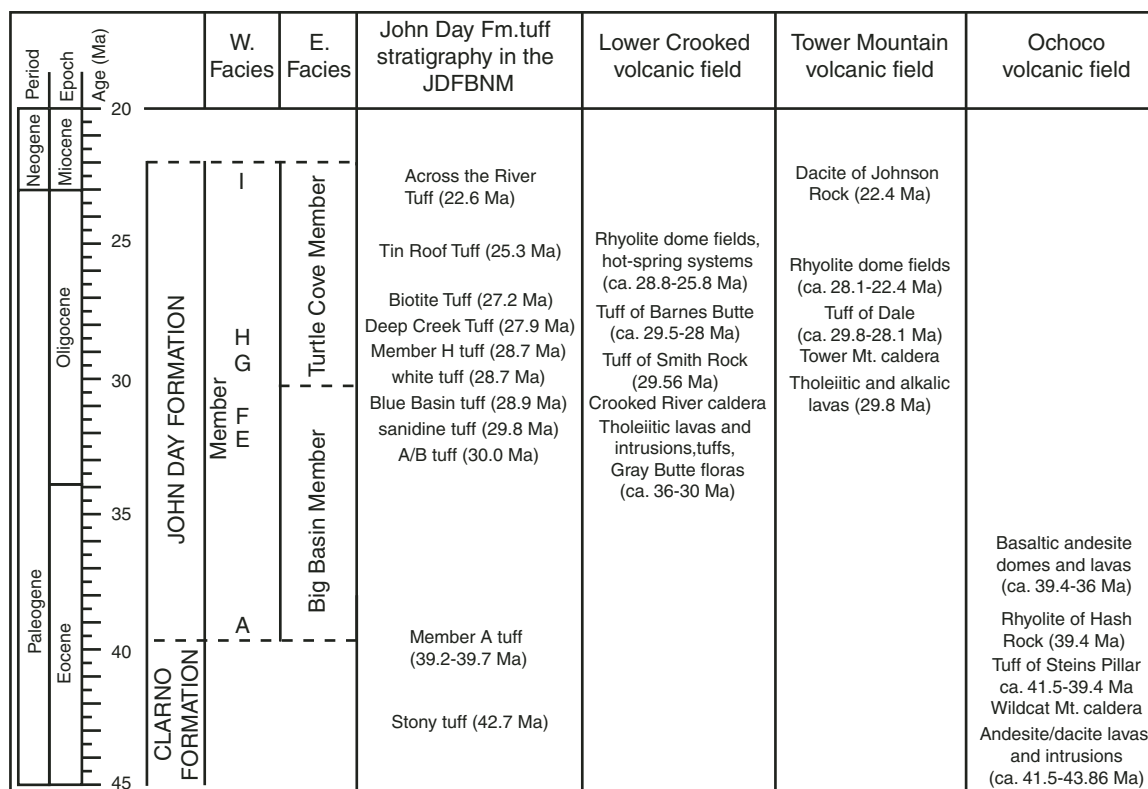 Period
Epoch
Age (Ma)
W.
Facies
E.
Facies
John Day Fm.tuff
stratigraphy in the
JDFBNM
Lower Crooked
volcanic field
Tower Mountain
volcanic field
Ochoco
volcanic field
Neogene
Paleogene
Miocene
Oligocene
Eocene
20
25
30
35
40
45
JOHN DAY FORMATION
CLARNO
FORMATION
Member
I
H
G
F
E
A
Turtle Cove Member
Big Basin Member
Across the River
Tuff (22.6 Ma)
Tin Roof Tuff (25.3 Ma)
Biotite Tuff (27.2 Ma)
Deep Creek Tuff (27.9 Ma)
Member H tuff (28.7 Ma)
white tuff (28.7 Ma)
Blue Basin tuff (28.9 Ma)
sanidine tuff (29.8 Ma)
A/B tuff (30.0 Ma)
Member A tuff
(39.2-39.7 Ma)
Stony tuff (42.7 Ma)
Rhyolite dome fields,
hot-spring systems
(ca. 28.8-25.8 Ma)
Tuff of Barnes Butte
(ca. 29.5-28 Ma)
Tuff of Smith Rock
(29.56 Ma)
Crooked River caldera
Tholeiitic lavas and
intrusions,tuffs,
Gray Butte floras
(ca. 36-30 Ma)
Dacite of Johnson
Rock (22.4 Ma)
Rhyolite dome fields
(ca. 28.1-22.4 Ma)
Tuff of Dale
(ca. 29.8-28.1 Ma)
Tower Mt. caldera
Tholeiitic and alkalic
lavas (29.8 Ma)
Basaltic andesite
domes and lavas
(ca. 39.4-36 Ma)
Rhyolite of Hash
Rock (39.4 Ma)
Tuff of Steins Pillar
ca. 41.5-39.4 Ma
Wildcat Mt. caldera
Andesite/dacite lavas
and intrusions
(ca. 41.5-43.86 Ma)